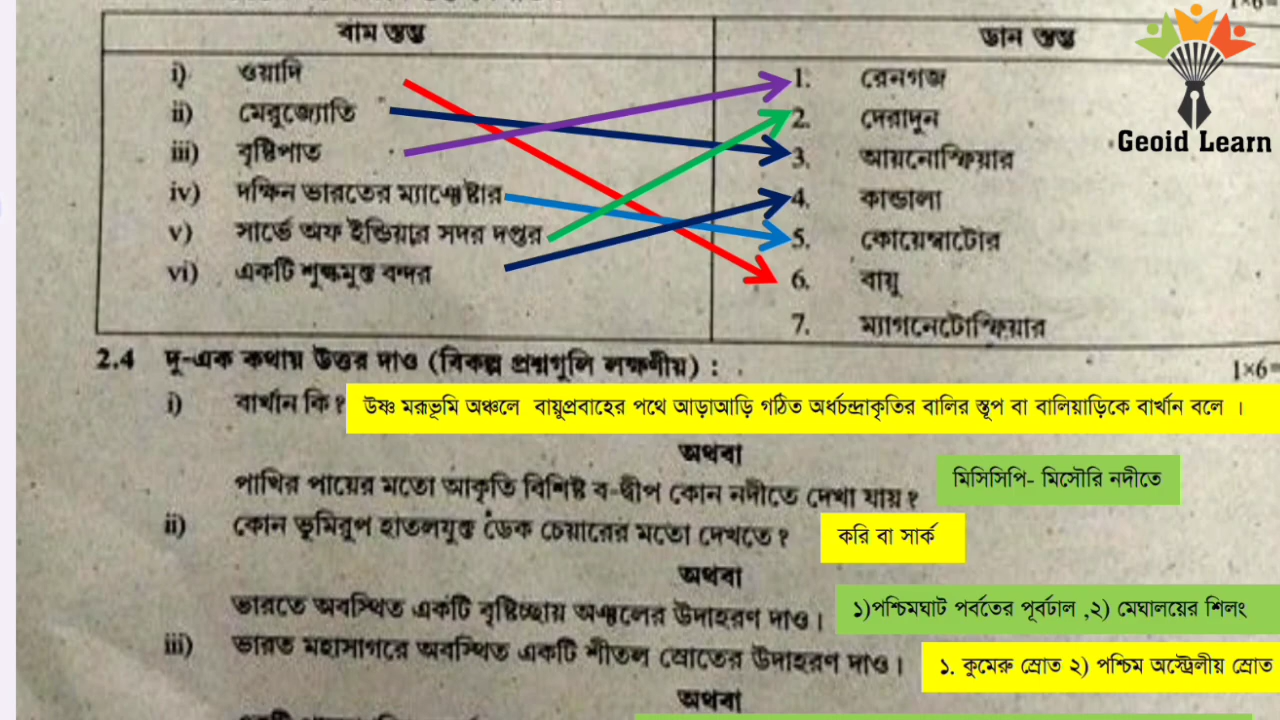 1×6=
বাম স্তম্ভ
ডান স্তম্ভ
i) ওয়াদি
1. রেনগজ
ii) মেরুজ্যোতি
2. দেরাদুন
iii) বৃষ্টিপাত
3. আয়নোস্ফিয়ার
iv) দক্ষিন ভারতের ম্যাঞ্চেষ্টার
4. কান্ডালা
v) সার্ভে অফ ইন্ডিয়ার সদর দপ্তর
5. কোয়েম্বাটোর
vi) একটি শুল্কমুক্ত বন্দর
6. বায়ু
7. ম্যাগনেটোস্ফিয়ার
Geoid Learn
2.4 দু-এক কথায় উত্তর দাও (বিকল্প প্রশ্নগুলি লক্ষণীয়) : 1×6=
i) বার্খান কি? উষ্ণ মরুভূমি অঞ্চলে বায়ুপ্রবাহের পথে আড়াআড়ি গঠিত অর্ধচন্দ্রাকৃতির বালির স্তূপ বা বালিয়াড়িকে বার্খান বলে ।
অথবা
পাখির পায়ের মতো আকৃতি বিশিষ্ট ব-দ্বীপ কোন নদীতে দেখা যায়? মিসিসিপি- মিসৌরি নদীতে
ii) কোন ভূমিরূপ হাতলযুক্ত ডেক চেয়ারের মতো দেখতে? করি বা সার্ক
অথবা
ভারতে অবস্থিত একটি বৃষ্টিচ্ছায় অঞ্চলের উদাহরণ দাও। ১)পশ্চিমঘাট পর্বতের পূর্বঢাল ,২) মেঘালয়ের শিলং
iii) ভারত মহাসাগরে অবস্থিত একটি শীতল স্রোতের উদাহরণ দাও। ১. কুমেরু স্রোত ২) পশ্চিম অস্ট্রেলীয় স্রোত
অথবা